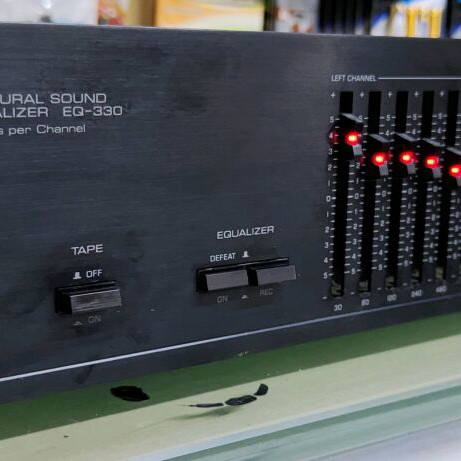 LEFT CHANNEL
URAL SOUND
ALIZER EQ-330
s per Channel
TAPE
OFF
ON
EQUALIZER
DEFEAT
ON
REC
30 60 120 240 480